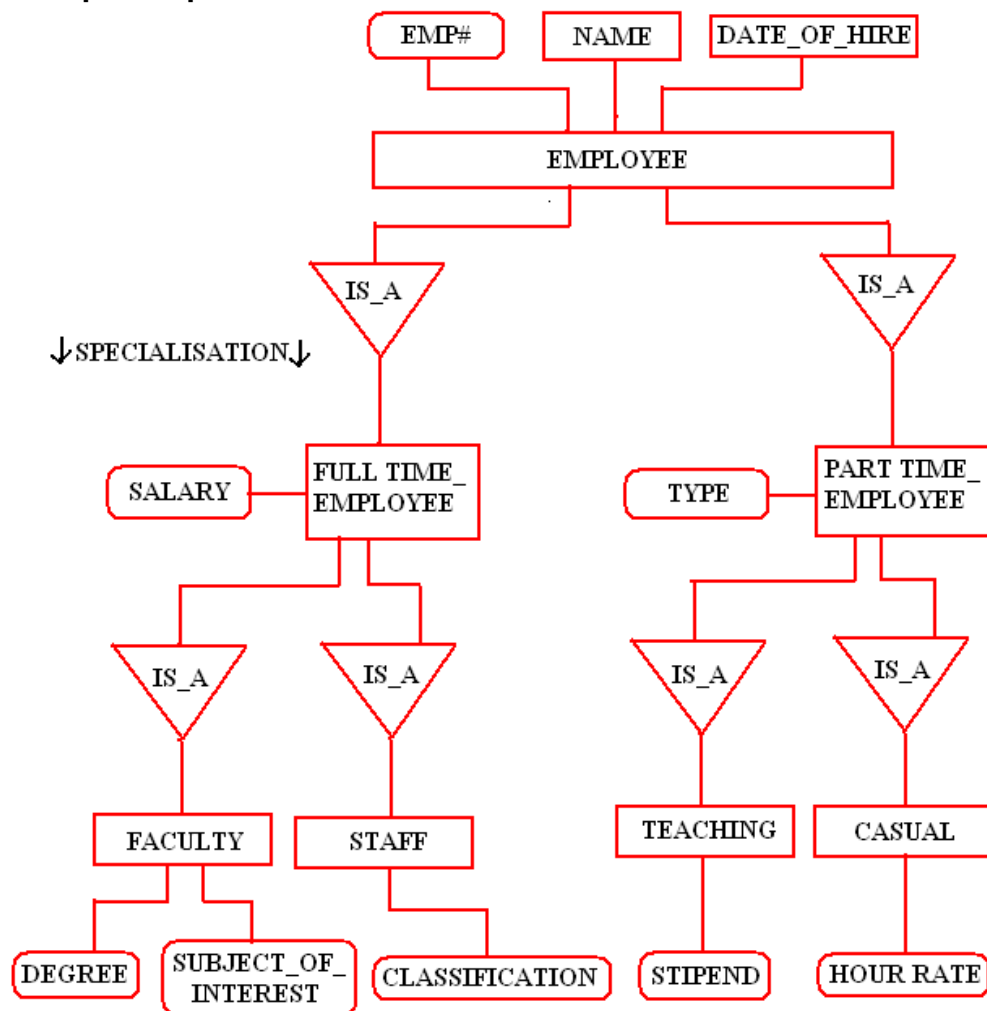 EMP#
NAME
DATE_OF_HIRE
EMPLOYEE
IS_A
IS_A
↓SPECIALISATION↓
SALARY
FULL TIME_
EMPLOYEE
TYPE
PART TIME_
EMPLOYEE
IS_A
IS_A
IS_A
IS_A
FACULTY
STAFF
TEACHING
CASUAL
DEGREE
SUBJECT_OF_
INTEREST
CLASSIFICATION
STIPEND
HOUR RATE